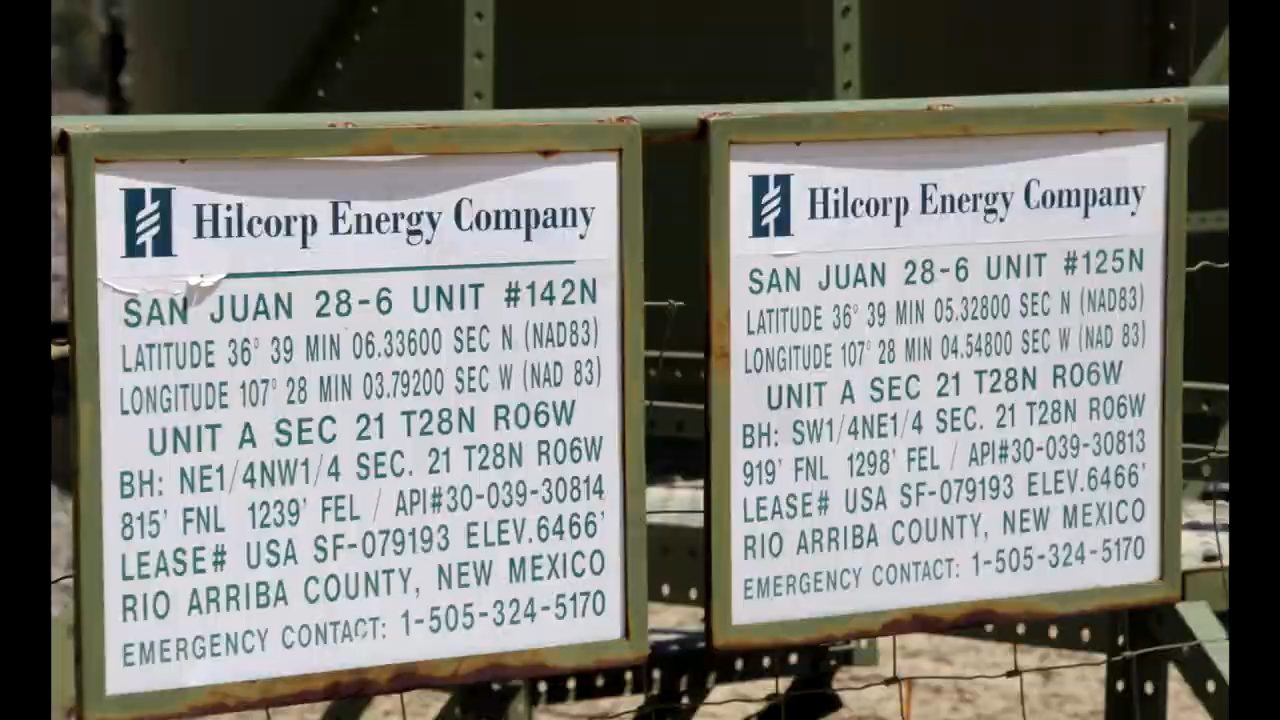 Hilcorp Energy Company
SAN JUAN 28-6 UNIT #142N
LATITUDE 36° 39 MIN 06.33600 SEC N (NAD83)
LONGITUDE 107° 28 MIN 03.79200 SEC W (NAD 83)
UNIT A SEC 21 T28N R06W
BH: NE1/4NW1/4 SEC. 21 T28N R06W
815' FNL 1239' FEL / API#30-039-30814
LEASE# USA SF-079193 ELEV.6466'
RIO ARRIBA COUNTY, NEW MEXICO
EMERGENCY CONTACT: 1-505-324-5170
Hilcorp Energy Company
SAN JUAN 28-6 UNIT #125N
LATITUDE 36° 39 MIN 05.32800 SEC N (NAD83)
LONGITUDE 107° 28 MIN 04.54800 SEC W (NAD 83)
UNIT A SEC 21 T28N R06W
BH: SW1/4NE1/4 SEC. 21 T28N R06W
919' FNL 1298' FEL / API#30-039-30813
LEASE# USA SF-079193 ELEV.6466'
RIO ARRIBA COUNTY, NEW MEXICO
EMERGENCY CONTACT: 1-505-324-5170